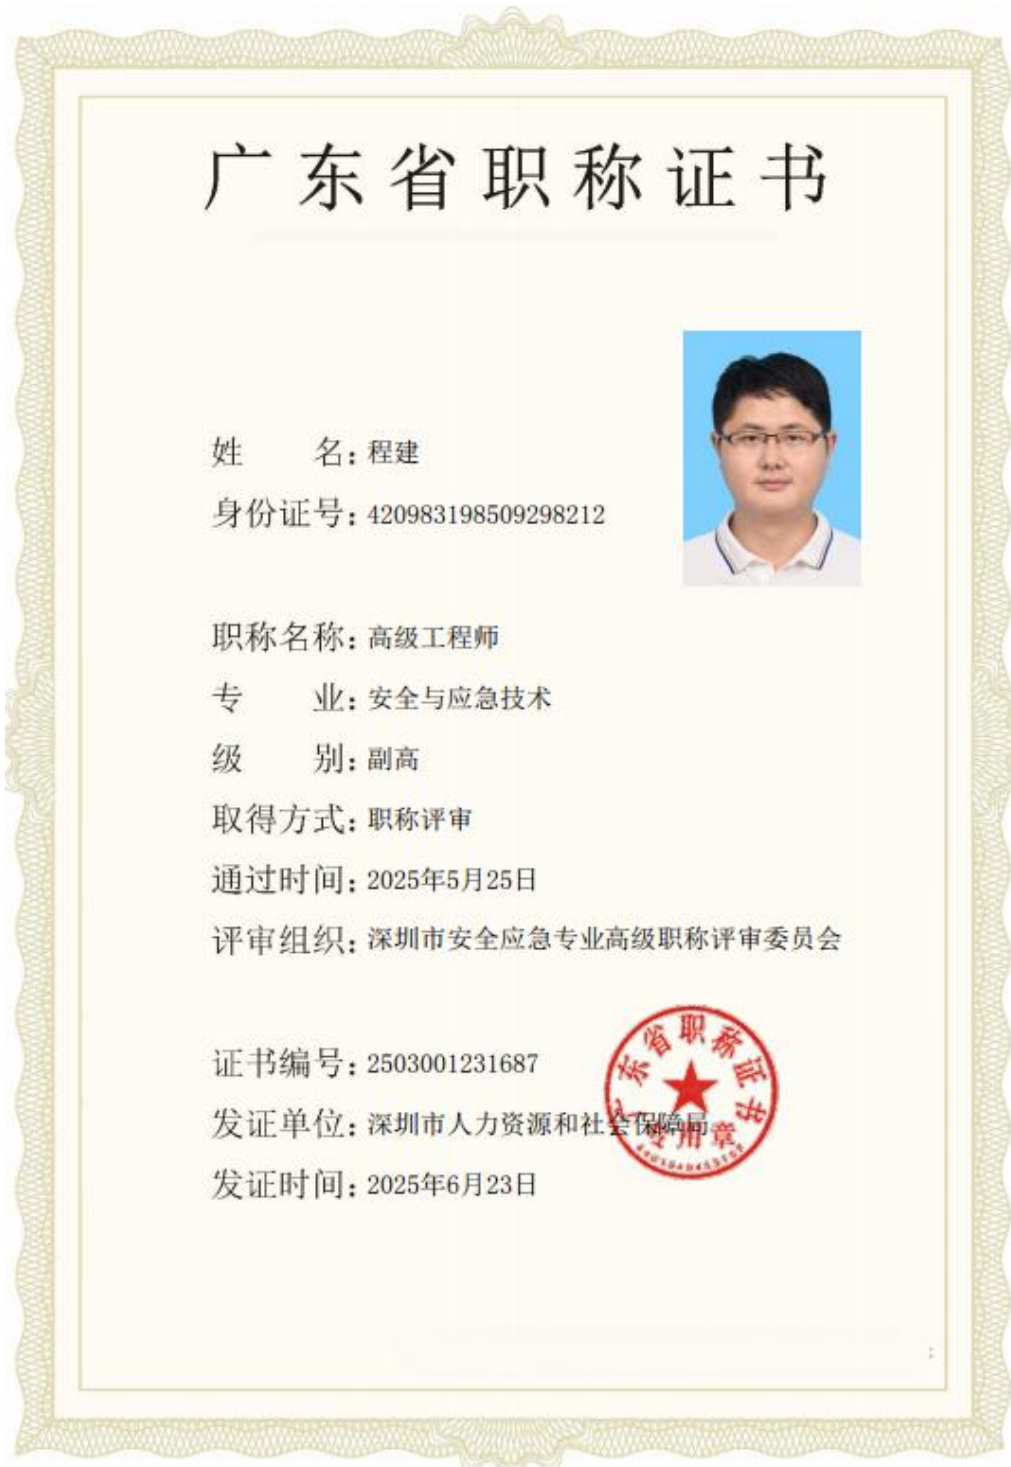 广东省职称证书
姓名：程建
身份证号：420983198509298212
职称名称：高级工程师
专业：安全与应急技术
级别：副高
取得方式：职称评审
通过时间：2025年5月25日
评审组织：深圳市安全应急专业高级职称评审委员会
证书编号：2503001231687
发证单位：深圳市人力资源和社会保障局
发证时间：2025年6月23日
广东省职称证书
专用章